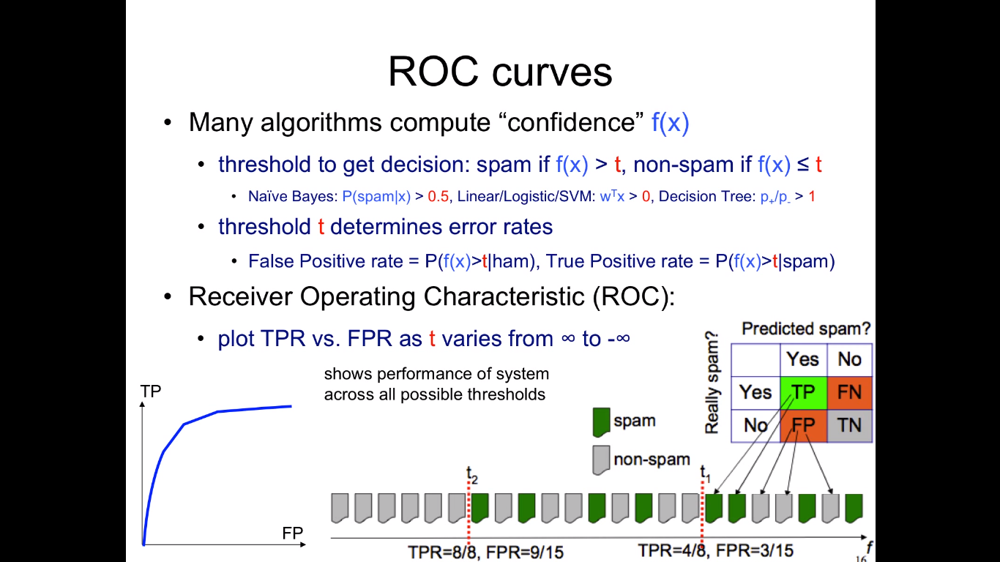 ROC curves
• Many algorithms compute “confidence” f(x)
• threshold to get decision: spam if f(x) > t, non-spam if f(x) ≤ t
• Naïve Bayes: P(spam|x) > 0.5, Linear/Logistic/SVM: wᵀx > 0, Decision Tree: p₊/p₋ > 1
• threshold t determines error rates
• False Positive rate = P(f(x)>t|ham), True Positive rate = P(f(x)>t|spam)
• Receiver Operating Characteristic (ROC):
• plot TPR vs. FPR as t varies from ∞ to -∞
shows performance of system
across all possible thresholds
TP
FP
Predicted spam?
Really spam?
Yes No
Yes TP FN
No FP TN
spam
non-spam
t₂
t₁
f
TPR=8/8, FPR=9/15
TPR=4/8, FPR=3/15
16